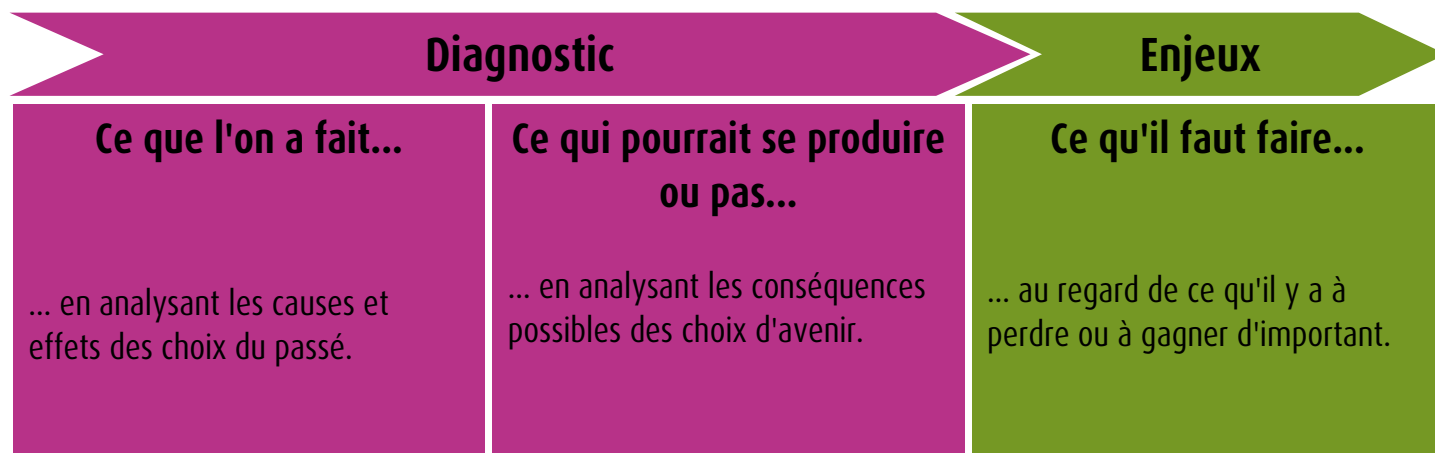 Diagnostic
Enjeux
Ce que l'on a fait...
... en analysant les causes et
effets des choix du passé.
Ce qui pourrait se produire
ou pas...
... en analysant les conséquences
possibles des choix d'avenir.
Ce qu'il faut faire...
... au regard de ce qu'il y a à
perdre ou à gagner d'important.